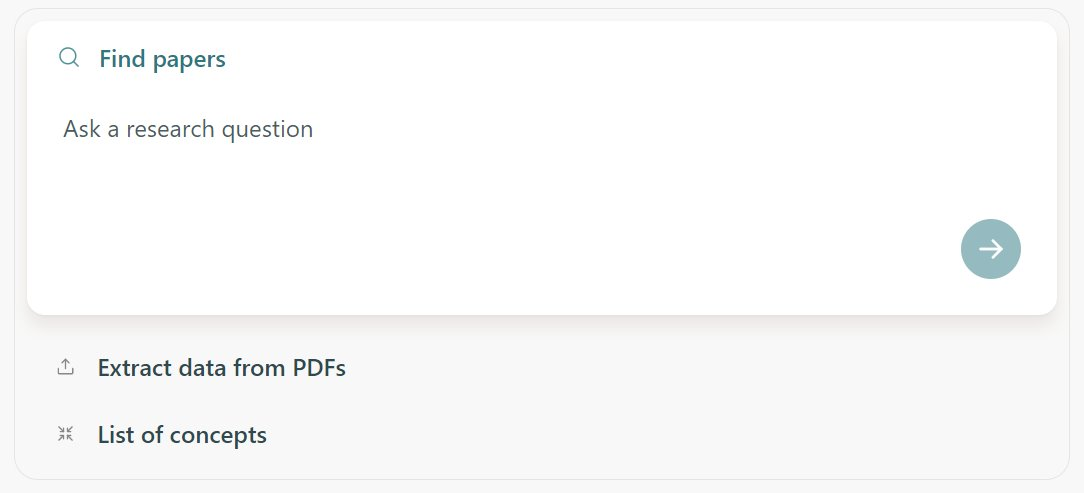 Find papers
Ask a research question
Extract data from PDFs
List of concepts